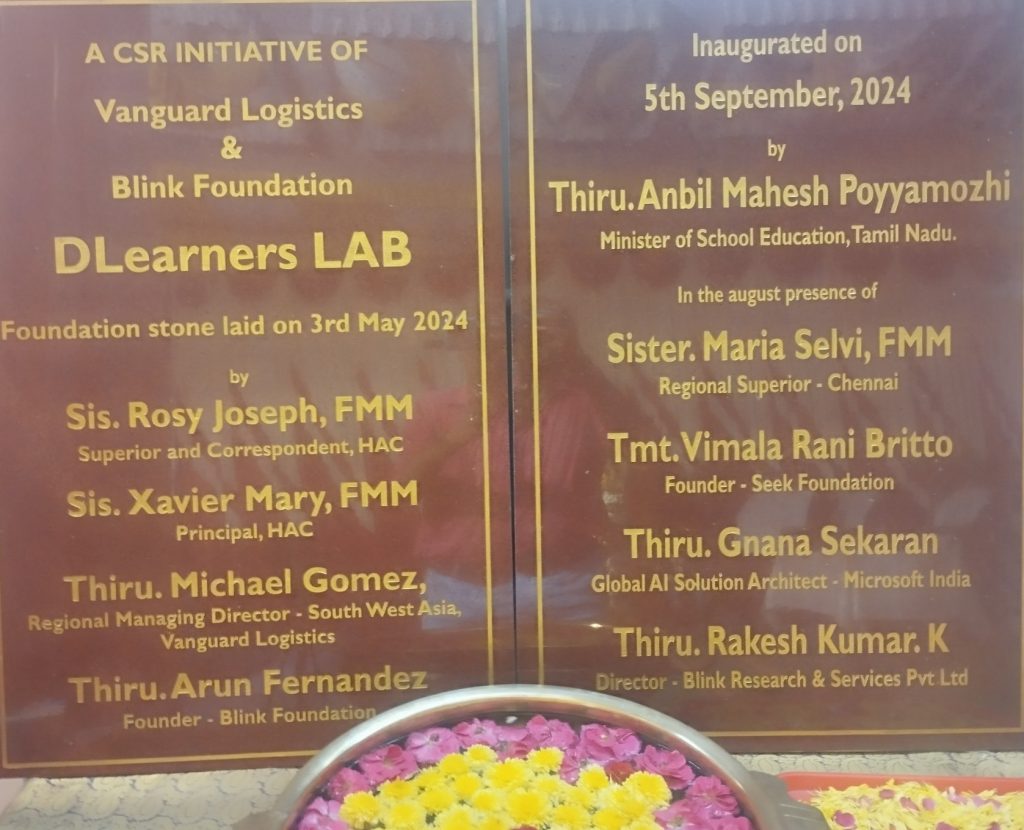 A CSR INITIATIVE OF
Vanguard Logistics
&
Blink Foundation
DLearners LAB
Foundation stone laid on 3rd May 2024
by
Sis. Rosy Joseph, FMM
Superior and Correspondent, HAC
Sis. Xavier Mary, FMM
Principal, HAC
Thiru. Michael Gomez,
Regional Managing Director - South West Asia,
Vanguard Logistics
Thiru. Arun Fernandez
Founder - Blink Foundation
Inaugurated on
5th September, 2024
by
Thiru. Anbil Mahesh Poyyamozhi
Minister of School Education, Tamil Nadu.
In the august presence of
Sister. Maria Selvi, FMM
Regional Superior - Chennai
Tmt. Vimala Rani Britto
Founder - Seek Foundation
Thiru. Gnana Sekaran
Global AI Solution Architect - Microsoft India
Thiru. Rakesh Kumar. K
Director - Blink Research & Services Pvt Ltd